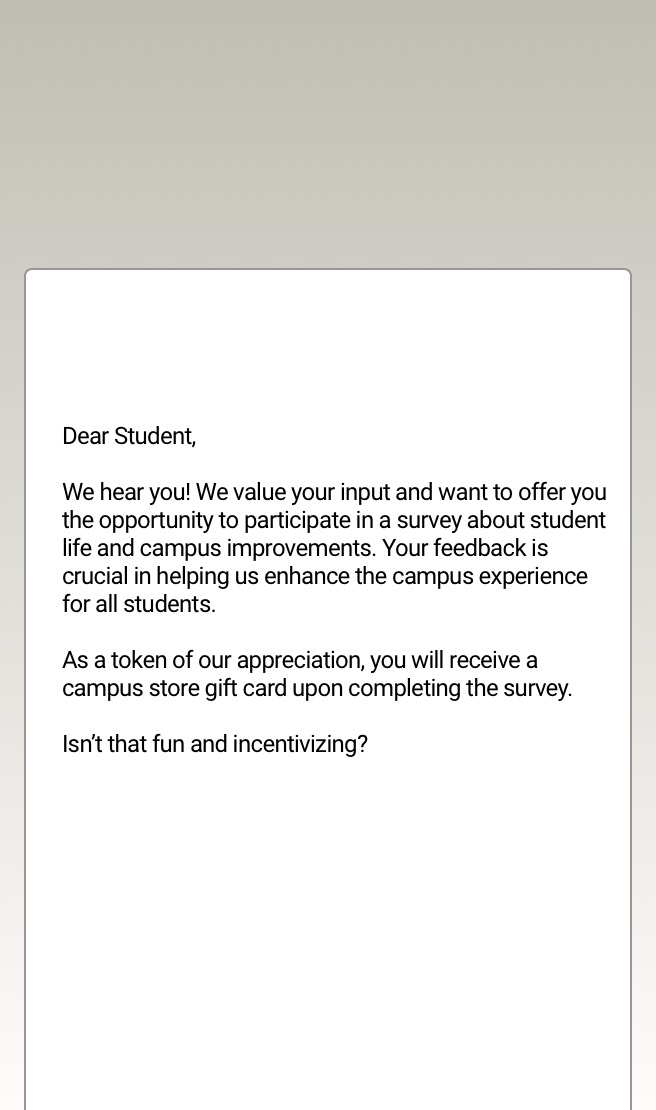 Dear Student,
We hear you! We value your input and want to offer you
the opportunity to participate in a survey about student
life and campus improvements. Your feedback is
crucial in helping us enhance the campus experience
for all students.
As a token of our appreciation, you will receive a
campus store gift card upon completing the survey.
Isn’t that fun and incentivizing?